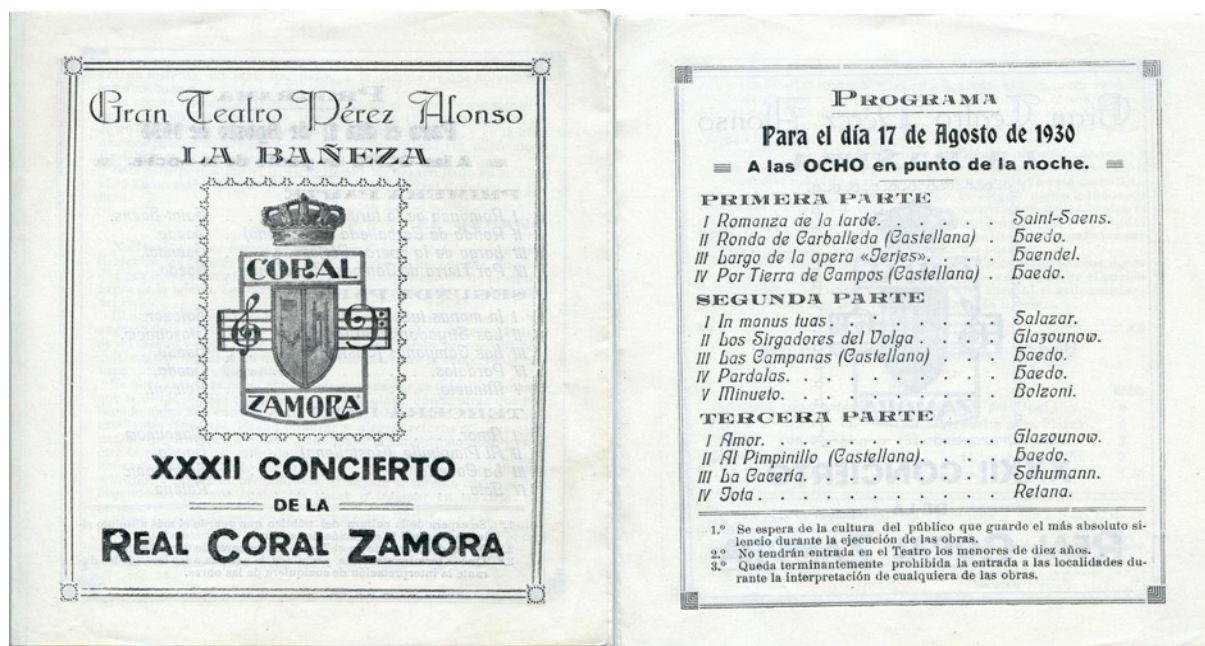 Gran Teatro Pérez Alonso
LA BAÑEZA
CORAL
ZAMORA
XXXII CONCIERTO
DE LA
REAL CORAL ZAMORA
PROGRAMA
Para el día 17 de Agosto de 1930
A las OCHO en punto de la noche.
PRIMERA PARTE
I Romanza de la tarde. . . . . . Saint-Saens.
II Ronda de Carballeda (Castellana) . Haedo.
III Largo de la opera «Jerjes». . . . Haendel.
IV Por Tierra de Campos (Castellana) . Haedo.
SEGUNDA PARTE
I In manus tuas . . . . . . . . Salazar.
II Los Sirgadores del Volga . . . . Glazounow.
III Las Campanas (Castellana) . . . Haedo.
IV Pardalas. . . . . . . . . . Haedo.
V Minueto. . . . . . . . . . Bolzoni.
TERCERA PARTE
I Amor. . . . . . . . . . . Glazounow.
II Al Pimpinillo (Castellana). . . . Haedo.
III La Cacería. . . . . . . . . Schumann.
IV Jota . . . . . . . . . . . Retana.
1.º Se espera de la cultura del público que guarde el más absoluto si-
lencio durante la ejecución de las obras.
2.º No tendrán entrada en el Teatro los menores de diez años.
3.º Queda terminantemente prohibida la entrada a las localidades du-
rante la interpretación de cualquiera de las obras.